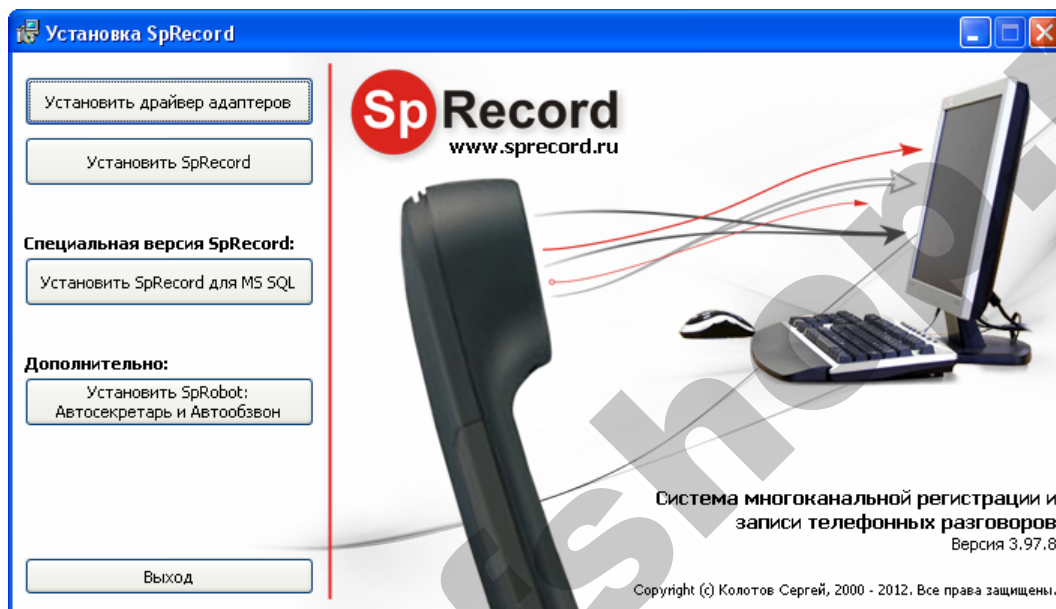 Установка SpRecord
Установить драйвер адаптеров
Установить SpRecord
Специальная версия SpRecord:
Установить SpRecord для MS SQL
Дополнительно:
Установить SpRobot:
Автосекретарь и Автообзвон
Выход
Sp Record
www.sprecord.ru
Система многоканальной регистрации и
записи телефонных разговоров
Версия 3.97.8
Copyright (c) Колотов Сергей, 2000 - 2012. Все права защищены.